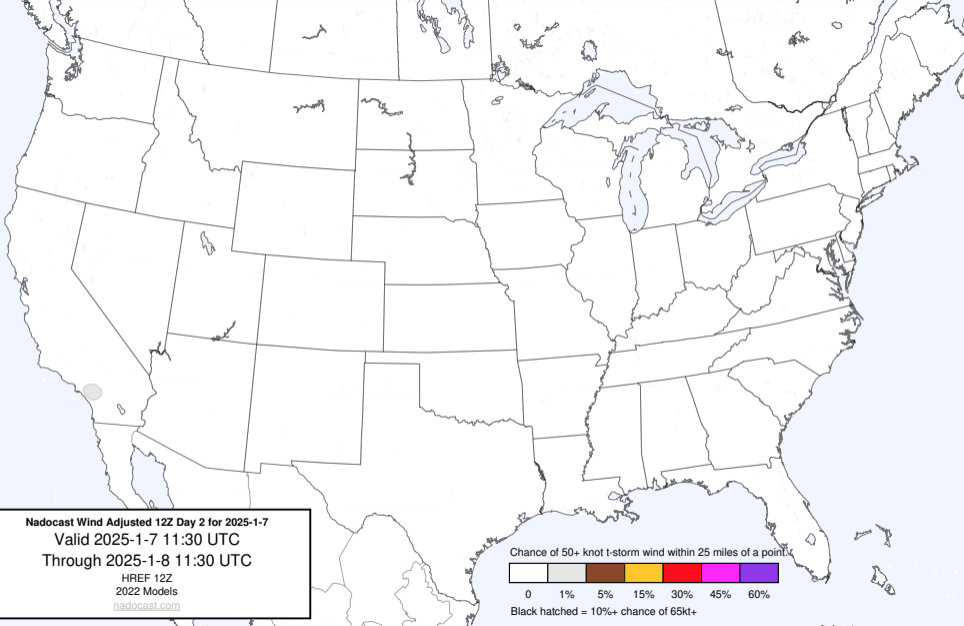 Nadocast Wind Adjusted 12Z Day 2 for 2025-1-7
Valid 2025-1-7 11:30 UTC
Through 2025-1-8 11:30 UTC
HREF 12Z
2022 Models
nadocast.com
Chance of 50+ knot t-storm wind within 25 miles of a point.
0 1% 5% 15% 30% 45% 60%
Black hatched = 10%+ chance of 65kt+